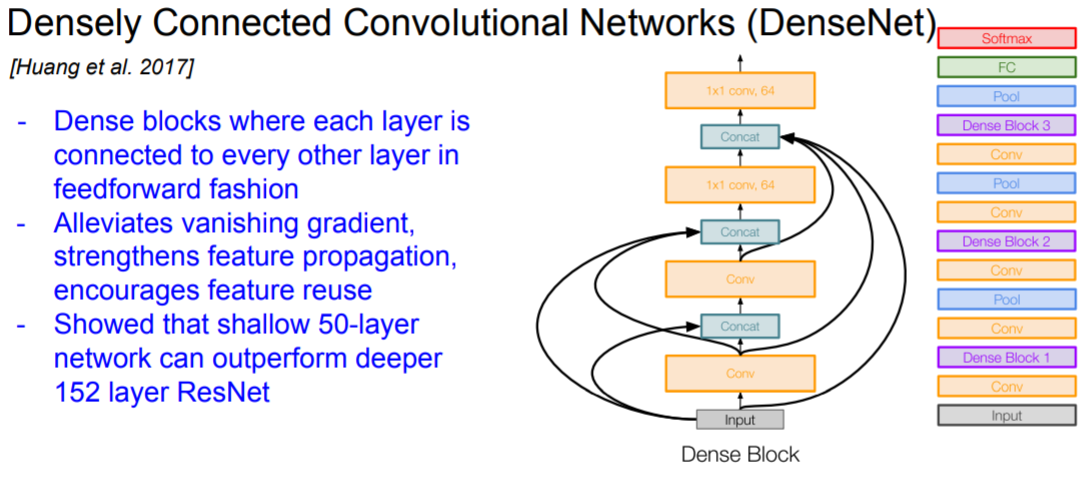 Densely Connected Convolutional Networks (DenseNet)
[Huang et al. 2017]
- Dense blocks where each layer is
connected to every other layer in
feedforward fashion
- Alleviates vanishing gradient,
strengthens feature propagation,
encourages feature reuse
- Showed that shallow 50-layer
network can outperform deeper
152 layer ResNet
1x1 conv, 64
Concat
1x1 conv, 64
Concat
Conv
Concat
Conv
Input
Dense Block
Softmax
FC
Pool
Dense Block 3
Conv
Pool
Conv
Dense Block 2
Conv
Pool
Conv
Dense Block 1
Conv
Input